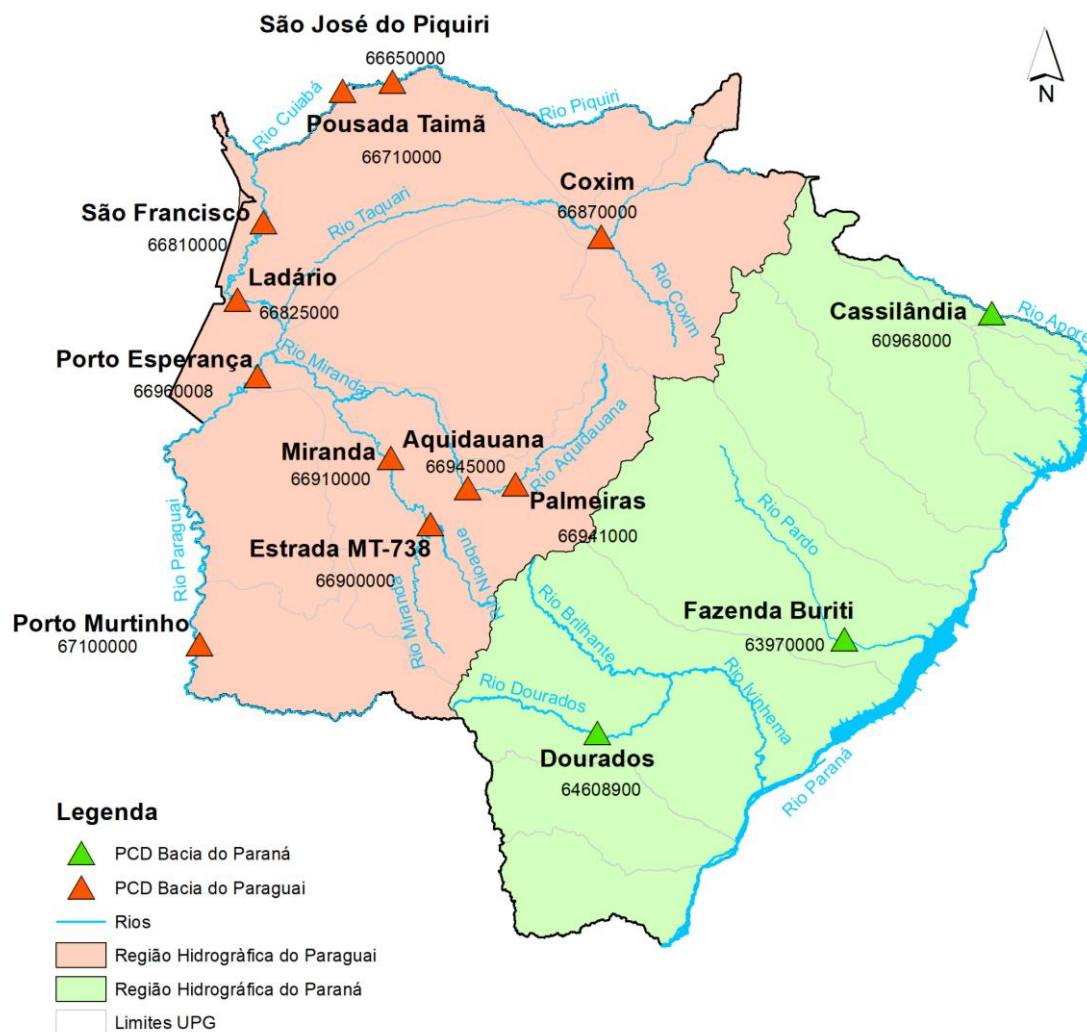 São José do Piquiri
66650000
N
Rio Cuiabá
Rio Piquiri
Pousada Taimã
66710000
Coxim
66870000
São Francisco
66810000
Rio Taquari
Ladário
66825000
Rio Coxim
Cassilândia
60968000
Rio Aporé
Porto Esperança
66960008
Rio Miranda
Miranda
66910000
Aquidauana
66945000
Rio Aquidauana
Palmeiras
66941000
Rio Pardo
Rio Paraguai
Estrada MT-738
66900000
Rio Nioaque
Rio Miranda
Rio Brilhante
Fazenda Buriti
63970000
Porto Murtinho
67100000
Rio Dourados
Rio Ivinhema
Dourados
64608900
Rio Paraná
Legenda
PCD Bacia do Paraná
PCD Bacia do Paraguai
Rios
Região Hidrogràfica do Paraguai
Região Hidrográfica do Paraná
Limites UPG